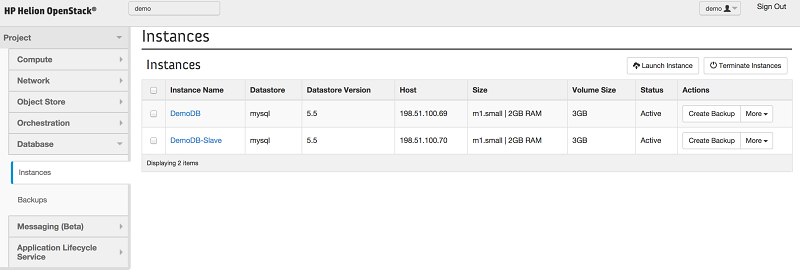 HP Helion OpenStack®
demo
demo
Sign Out
Project
Compute
Network
Object Store
Orchestration
Database
Instances
Backups
Messaging (Beta)
Application Lifecycle
Service
Instances
Instances
Launch Instance
Terminate Instances
Instance Name Datastore Datastore Version Host Size Volume Size Status Actions
DemoDB mysql 5.5 198.51.100.69 m1.small | 2GB RAM 3GB Active Create Backup More
DemoDB-Slave mysql 5.5 198.51.100.70 m1.small | 2GB RAM 3GB Active Create Backup More
Displaying 2 items